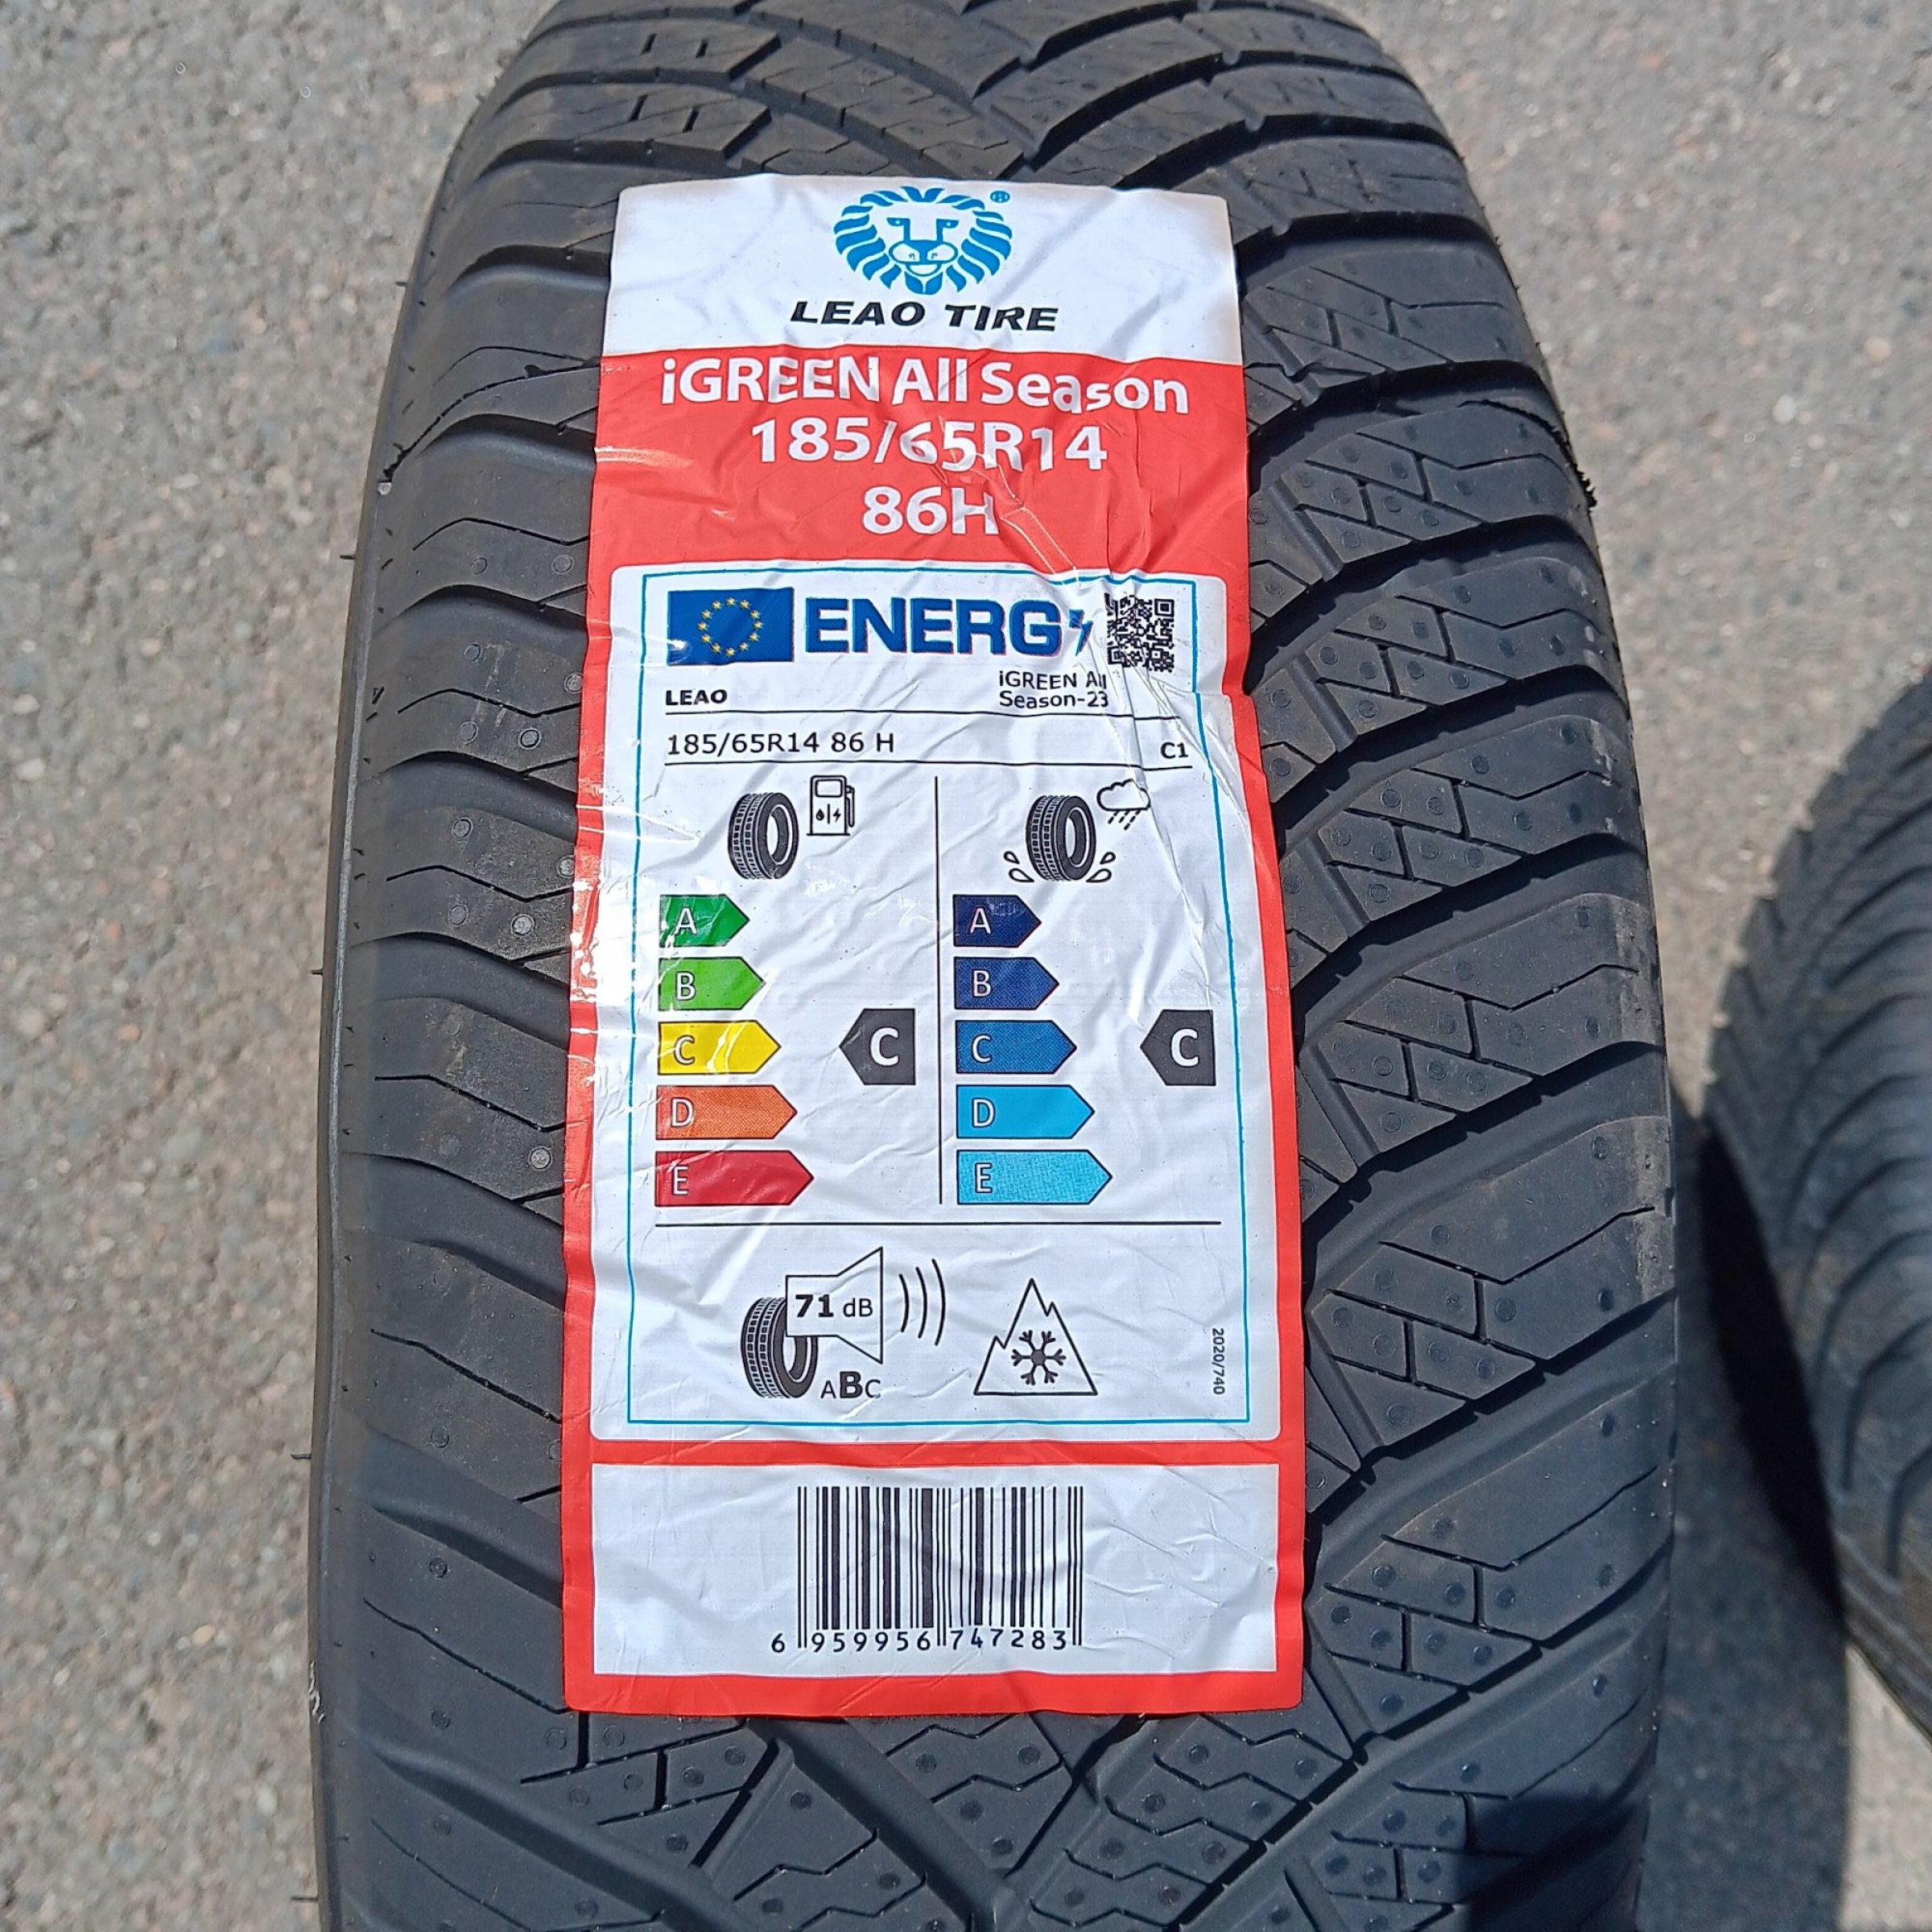 LEAO TIRE
iGREEN All Season
185/65R14
86H
ENERG
LEAO
iGREEN All
Season-23
185/65R14 86 H
C1
A
B
C
D
E
C
A
B
C
D
E
C
71 dB
ABC
2020/740
6 959956 747283